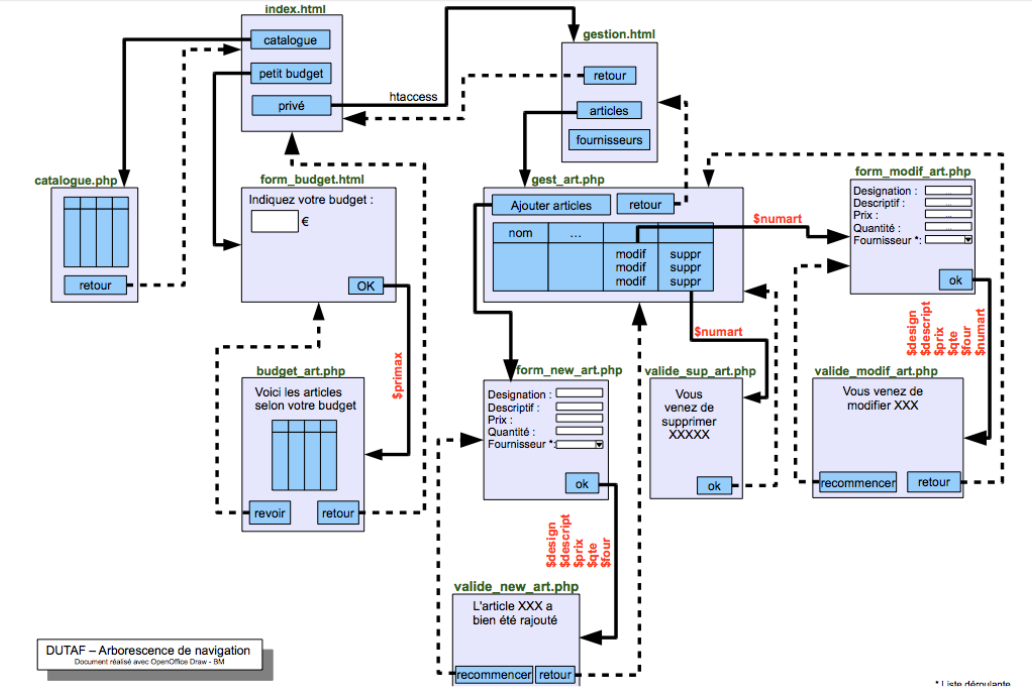 index.html
catalogue
petit budget
privé
htaccess
gestion.html
retour
articles
fournisseurs
catalogue.php
retour
form_budget.html
Indiquez votre budget :
€
OK
$primax
budget_art.php
Voici les articles
selon votre budget
revoir
retour
gest_art.php
Ajouter articles
retour
nom
...
modif
suppr
modif
suppr
modif
suppr
$numart
$numart
form_modif_art.php
Designation :
...
Descriptif :
...
Prix :
...
Quantité :
...
Fournisseur *:
ok
$design
$descript
$prix
$qte
$four
$numart
form_new_art.php
Designation :
Descriptif :
Prix :
Quantité :
Fournisseur *:
ok
$design
$descript
$prix
$qte
$four
valide_sup_art.php
Vous
venez de
supprimer
XXXXX
ok
valide_modif_art.php
Vous venez de
modifier XXX
recommencer
retour
valide_new_art.php
L'article XXX a
bien été rajouté
recommencer
retour
DUTAF – Arborescence de navigation
Document réalisé avec OpenOffice Draw - BM
* Liste déroulante